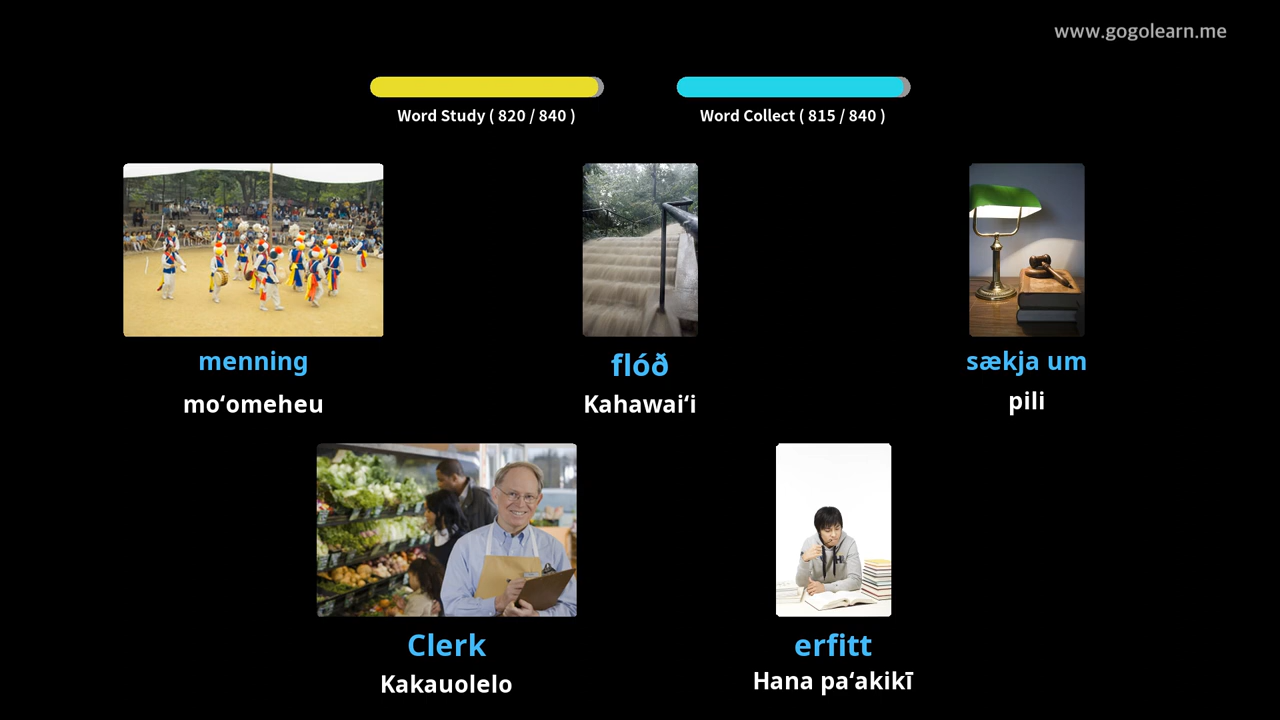 www.gogolearn.me
Word Study ( 820 / 840 )
Word Collect ( 815 / 840 )
menning
moʻomeheu
flóð
Kahawaiʻi
sækja um
pili
Clerk
Kakauolelo
erfitt
Hana paʻakikī